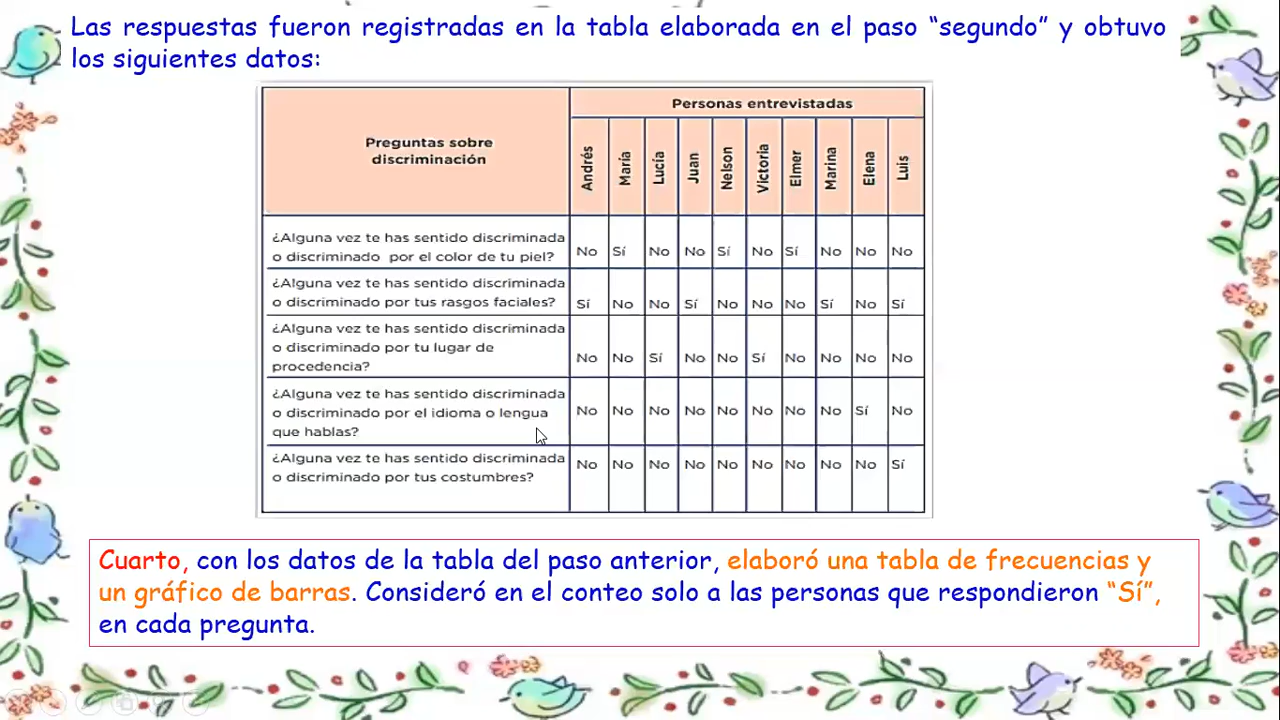 Las respuestas fueron registradas en la tabla elaborada en el paso “segundo” y obtuvo
los siguientes datos:
Preguntas sobre
discriminación
Personas entrevistadas
Andrés María Lucía Juan Nelson Victoria Elmer Marina Elena Luis
¿Alguna vez te has sentido discriminada
o discriminado por el color de tu piel?
No Sí No No Sí No Sí No No No
¿Alguna vez te has sentido discriminada
o discriminado por tus rasgos faciales?
Sí No No Sí No No No Sí No Sí
¿Alguna vez te has sentido discriminada
o discriminado por tu lugar de
procedencia?
No No Sí No No Sí No No No No
¿Alguna vez te has sentido discriminada
o discriminado por el idioma o lengua
que hablas?
No No No No No No No No Sí No
¿Alguna vez te has sentido discriminada
o discriminado por tus costumbres?
No No No No No No No No No Sí
Cuarto, con los datos de la tabla del paso anterior, elaboró una tabla de frecuencias y
un gráfico de barras. Consideró en el conteo solo a las personas que respondieron “Sí”,
en cada pregunta.